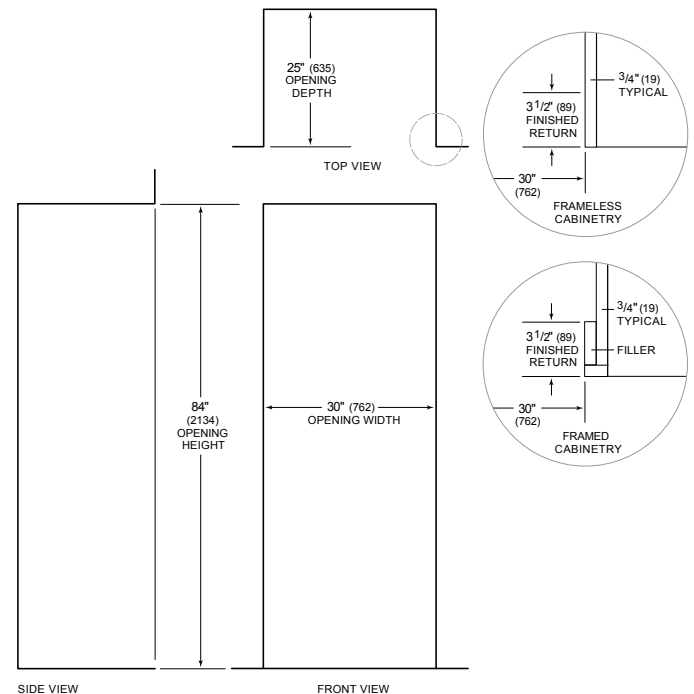 25" (635)
OPENING
DEPTH
TOP VIEW
3/4" (19)
TYPICAL
3 1/2" (89)
FINISHED
RETURN
30"
(762)
FRAMELESS
CABINETRY
3/4" (19)
TYPICAL
3 1/2" (89)
FINISHED
RETURN
FILLER
30"
(762)
FRAMED
CABINETRY
84"
(2134)
OPENING
HEIGHT
30" (762)
OPENING WIDTH
SIDE VIEW
FRONT VIEW